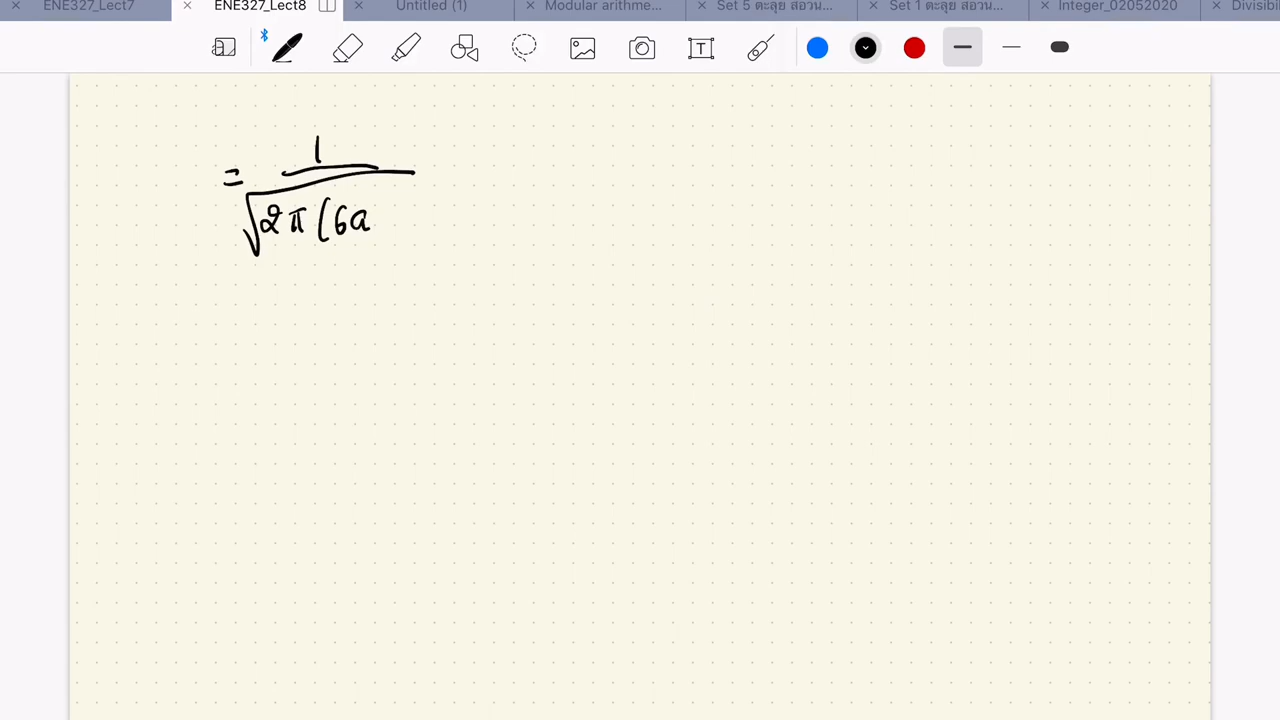 ENE327_Lect7 ENE327_Lect8 Untitled (1) Modular arithme... Set 5 ตะลุย สอวน... Set 1 ตะลุย สอวน... Integer_02052020 Divisibil
T
= 1
√2π(6a